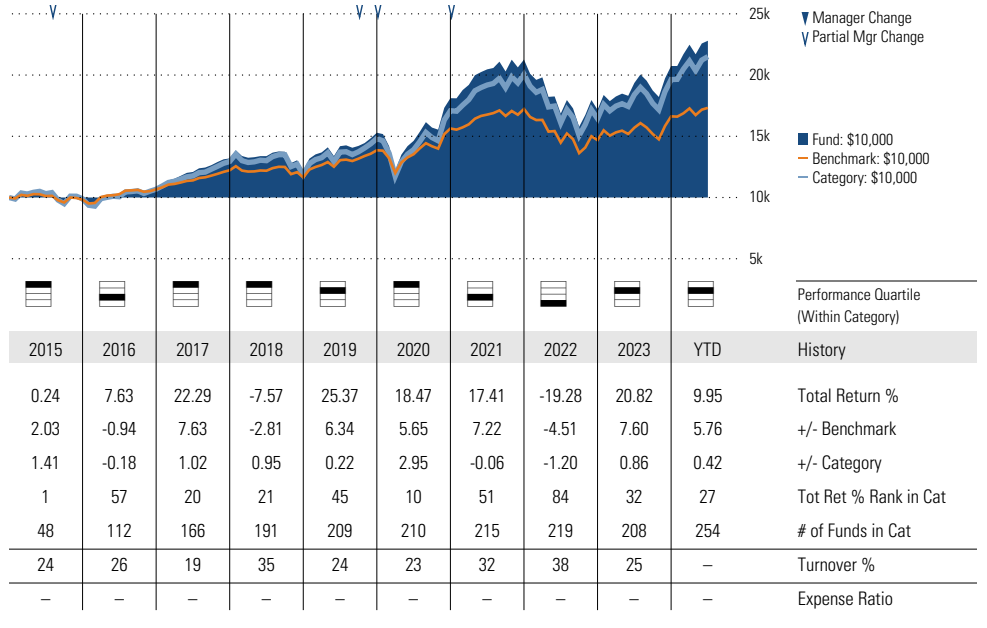 25k
20k
15k
10k
5k
Manager Change
Partial Mgr Change
Fund: $10,000
Benchmark: $10,000
Category: $10,000
Performance Quartile
(Within Category)
2015 2016 2017 2018 2019 2020 2021 2022 2023 YTD History
0.24 7.63 22.29 -7.57 25.37 18.47 17.41 -19.28 20.82 9.95 Total Return %
2.03 -0.94 7.63 -2.81 6.34 5.65 7.22 -4.51 7.60 5.76 +/- Benchmark
1.41 -0.18 1.02 0.95 0.22 2.95 -0.06 -1.20 0.86 0.42 +/- Category
1 57 20 21 45 10 51 84 32 27 Tot Ret % Rank in Cat
48 112 166 191 209 210 215 219 208 254 # of Funds in Cat
24 26 19 35 24 23 32 38 25 – Turnover %
– – – – – – – – – – Expense Ratio